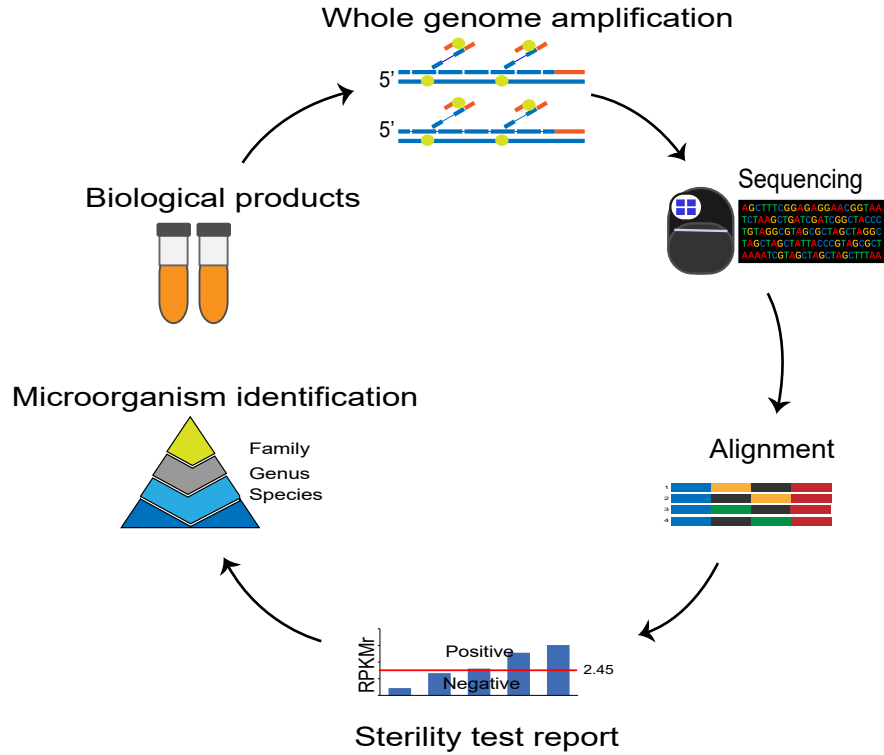 Whole genome amplification
5’
5’
Biological products
Sequencing
AGCTTTCGGAGAGGAACGGTAA
TCTAAGCTGATCGATCGGCTACCC
TGTAGGCGTAGCGCTAGCTAGGC
TAGCTAGCTATTACCCGTAGCGCT
AAAATCGTAGCTAGCTAGCTTTAA
Alignment
1
2
3
4
Microorganism identification
Family
Genus
Species
RPKMr
Positive
2.45
Negative
Sterility test report